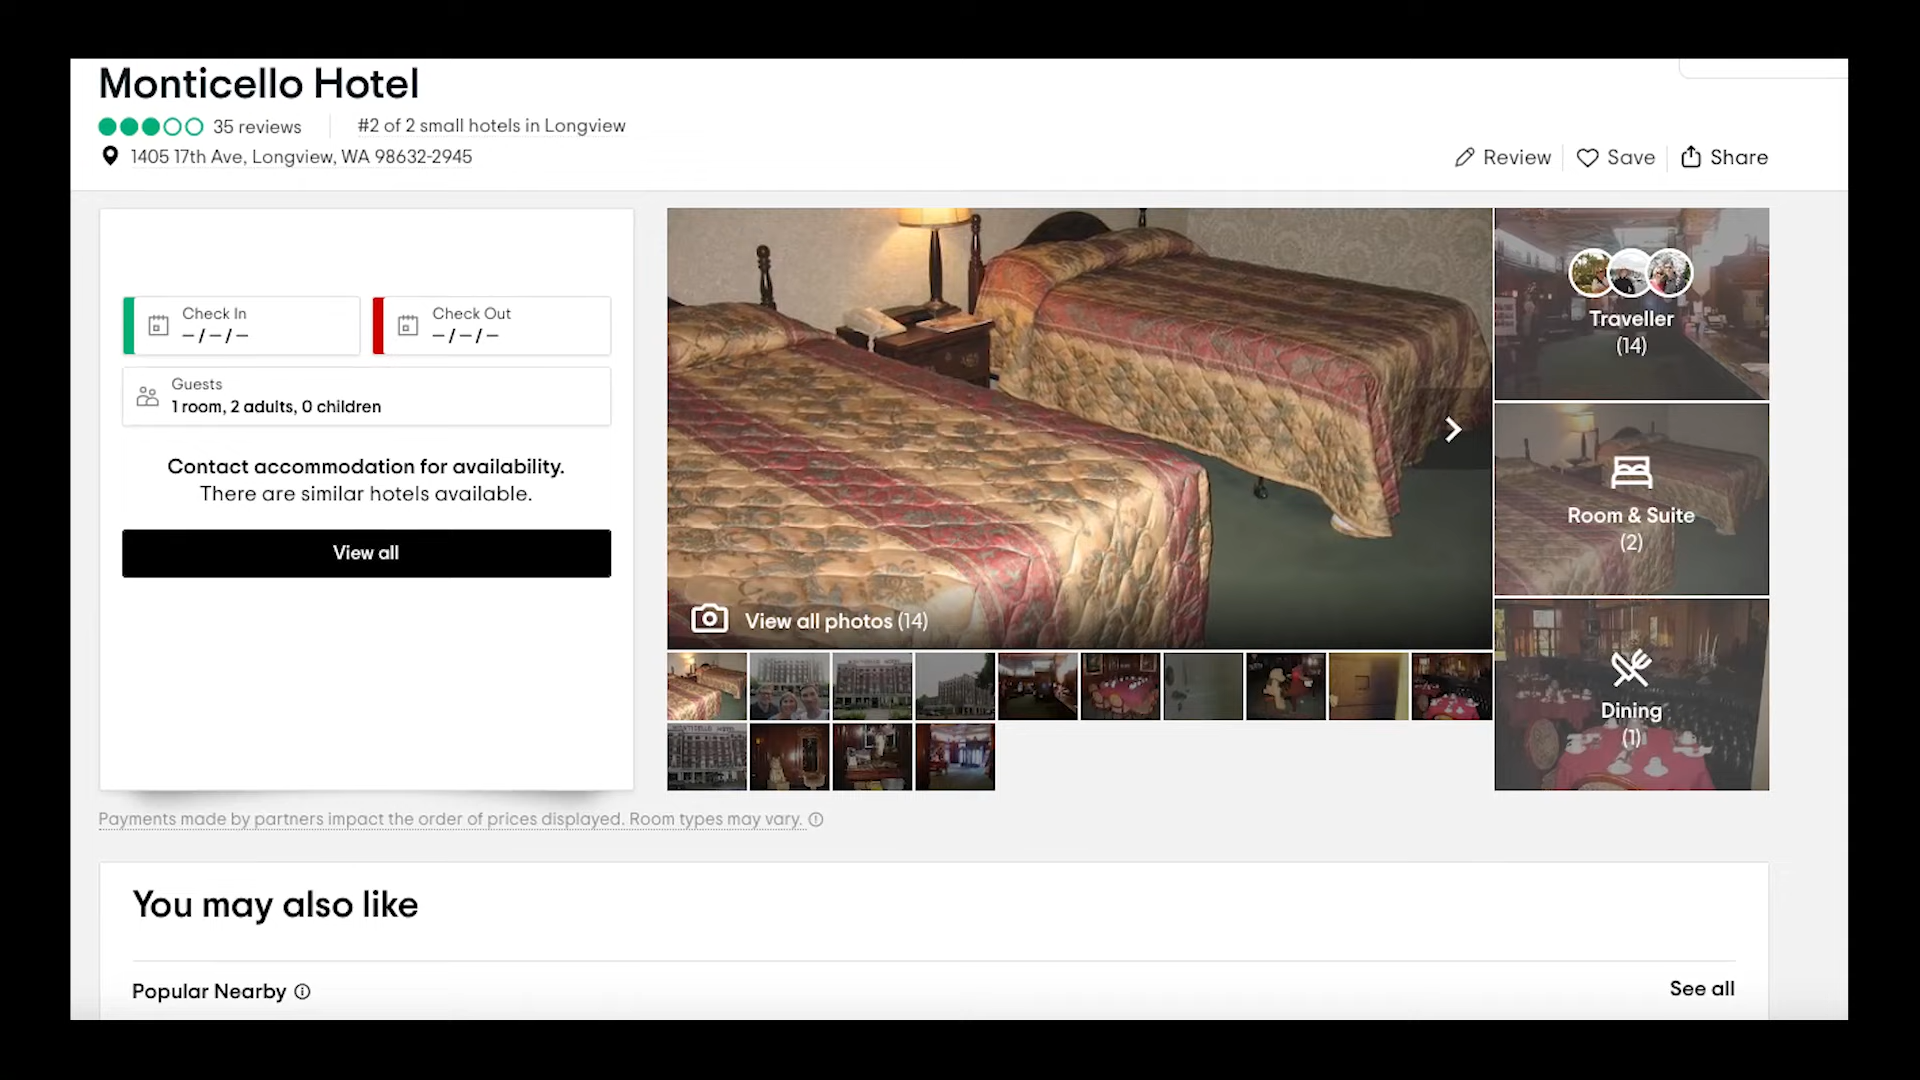 Monticello Hotel
35 reviews
#2 of 2 small hotels in Longview
1405 17th Ave, Longview, WA 98632-2945
Review
Save
Share
Check In
– / – / –
Check Out
– / – / –
Guests
1 room, 2 adults, 0 children
Contact accommodation for availability.
There are similar hotels available.
View all
View all photos (14)
Traveller
(14)
Room & Suite
(2)
Dining
(1)
MONTICELLO HOTEL
Payments made by partners impact the order of prices displayed. Room types may vary.
You may also like
Popular Nearby
See all